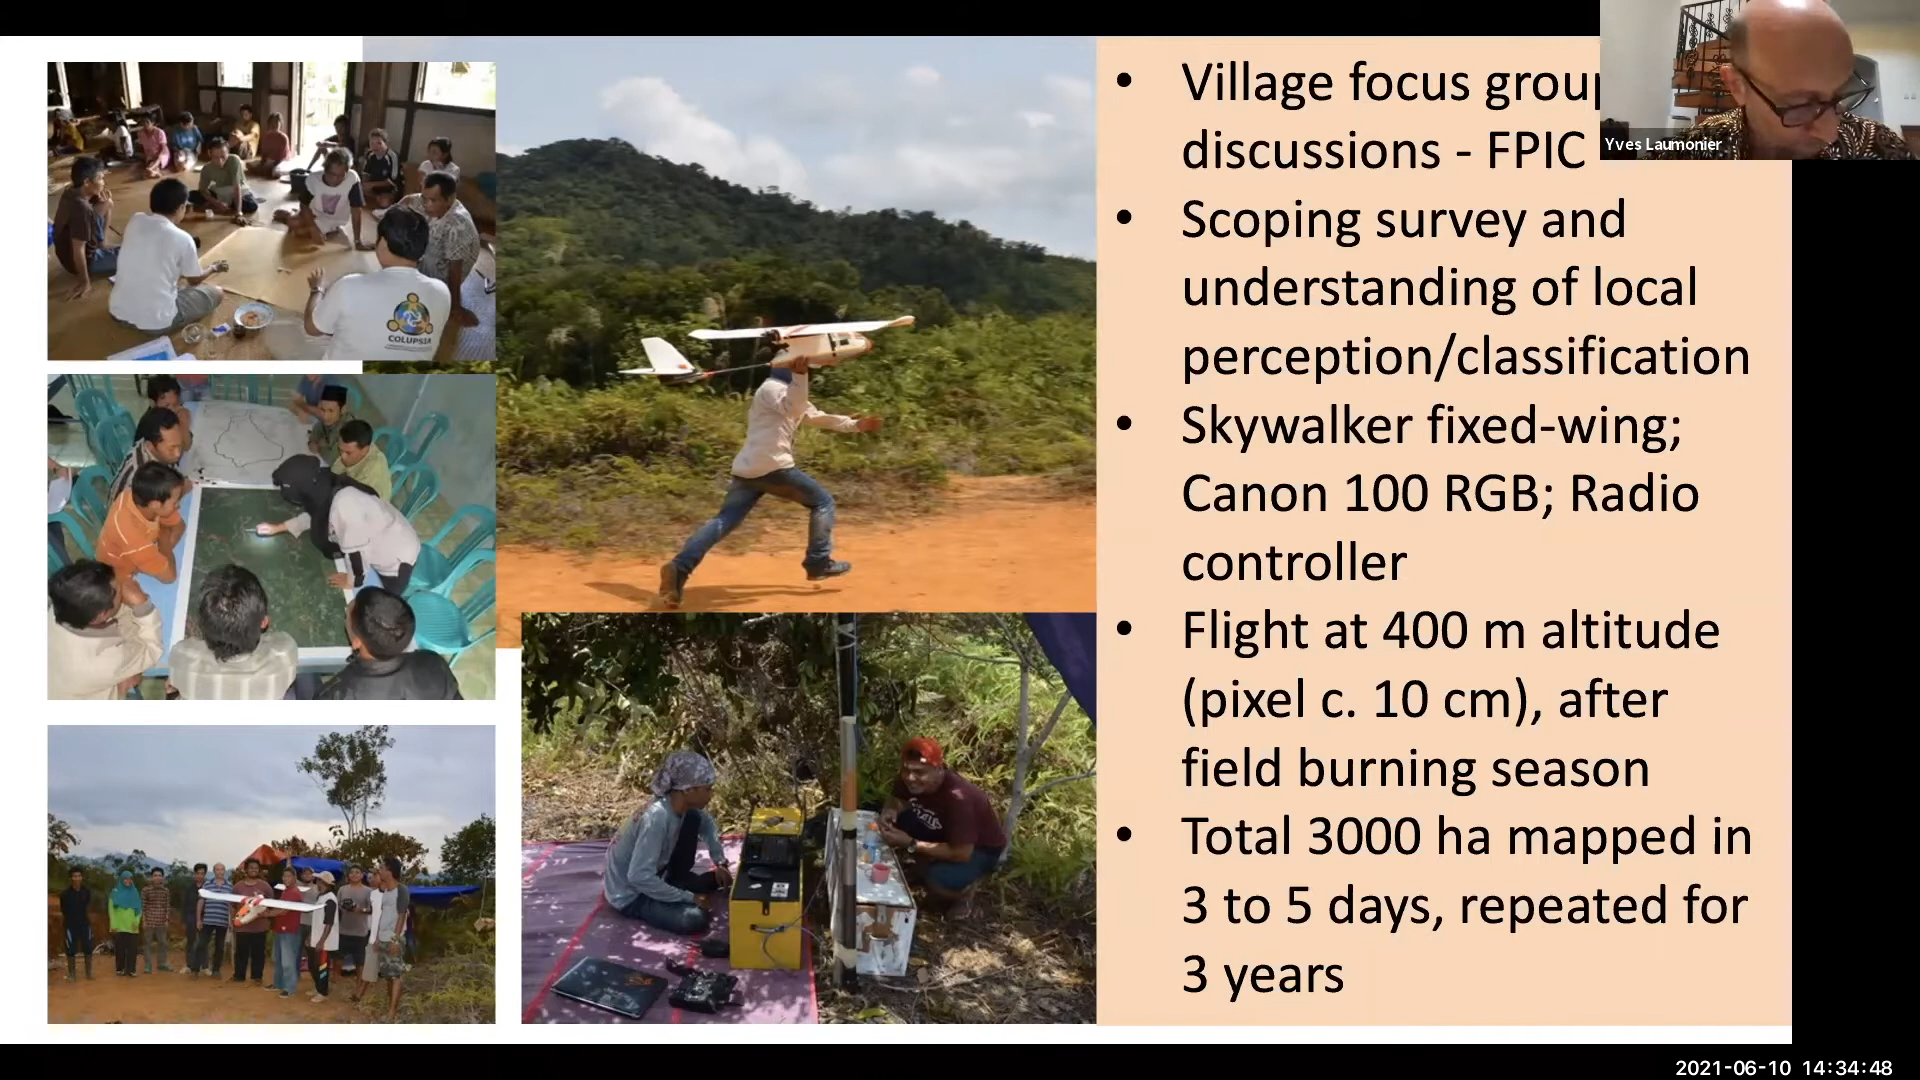 • Village focus group
discussions - FPIC
• Scoping survey and
understanding of local
perception/classification
• Skywalker fixed-wing;
Canon 100 RGB; Radio
controller
• Flight at 400 m altitude
(pixel c. 10 cm), after
field burning season
• Total 3000 ha mapped in
3 to 5 days, repeated for
3 years
Yves Laumonier
COLUPSIA
2021-06-10 14:34:48